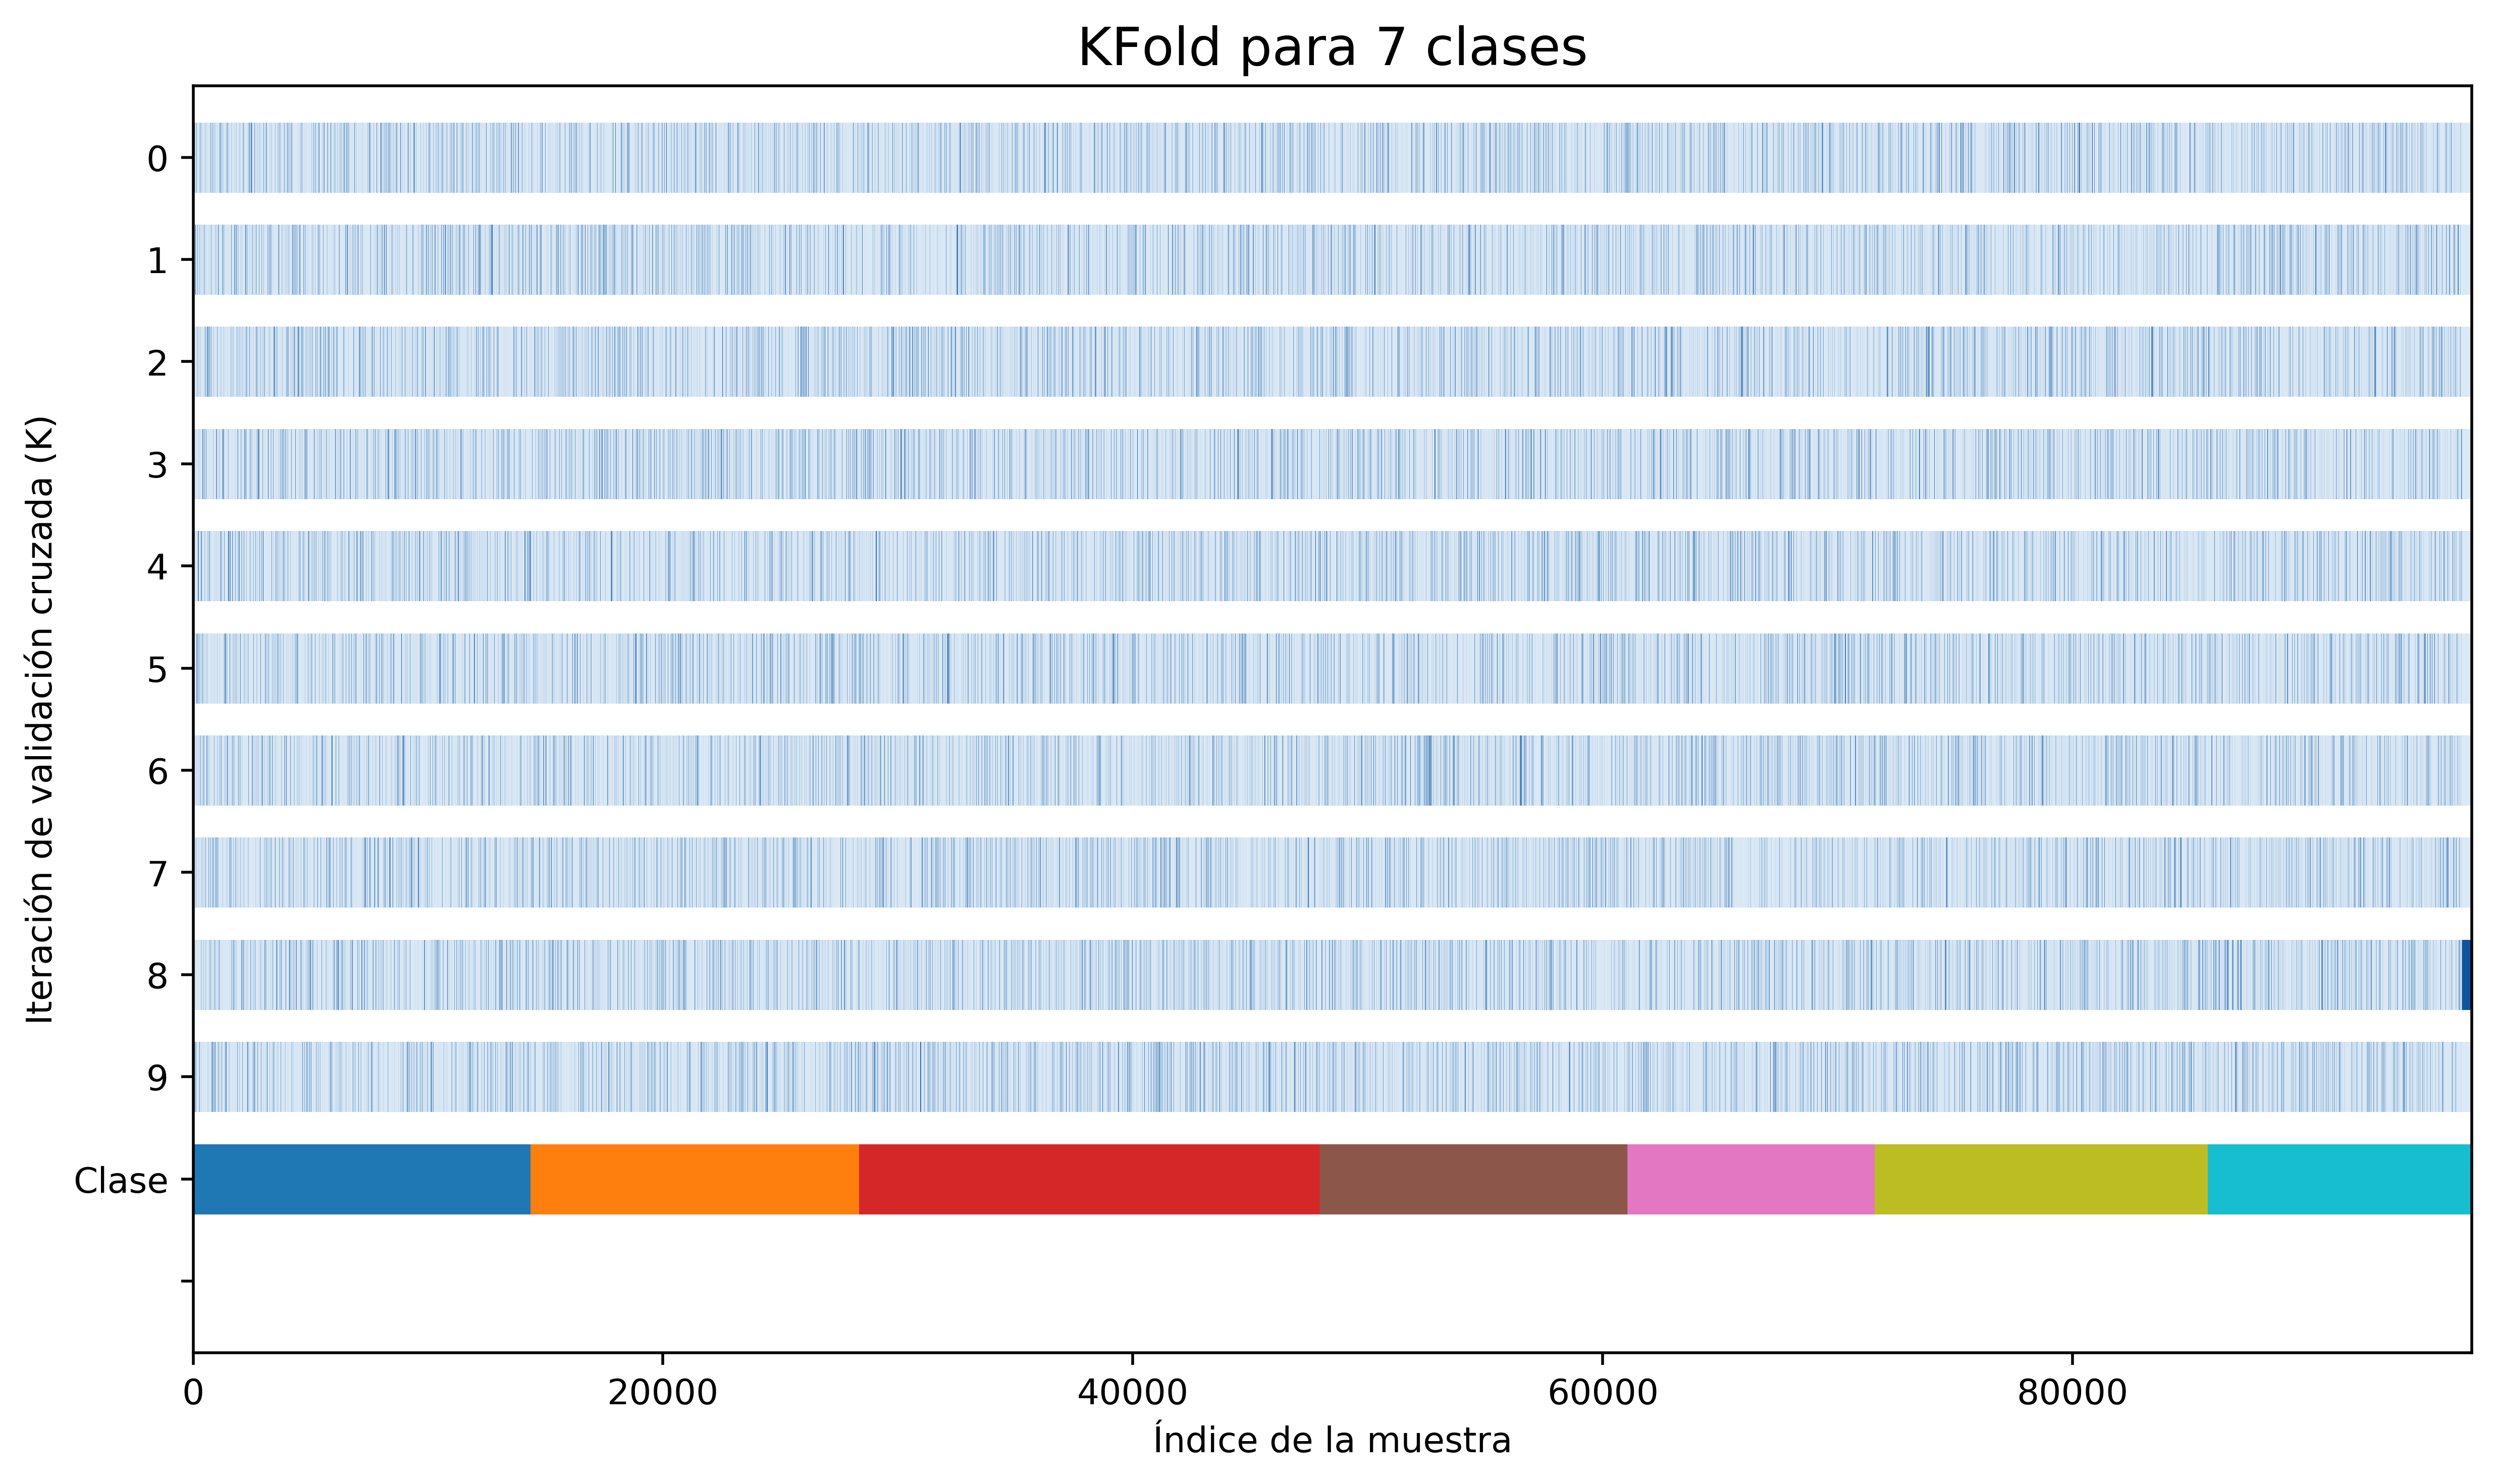 KFold para 7 clases
Iteración de validación cruzada (K)
0
1
2
3
4
5
6
7
8
9
Clase
0 20000 40000 60000 80000
Índice de la muestra